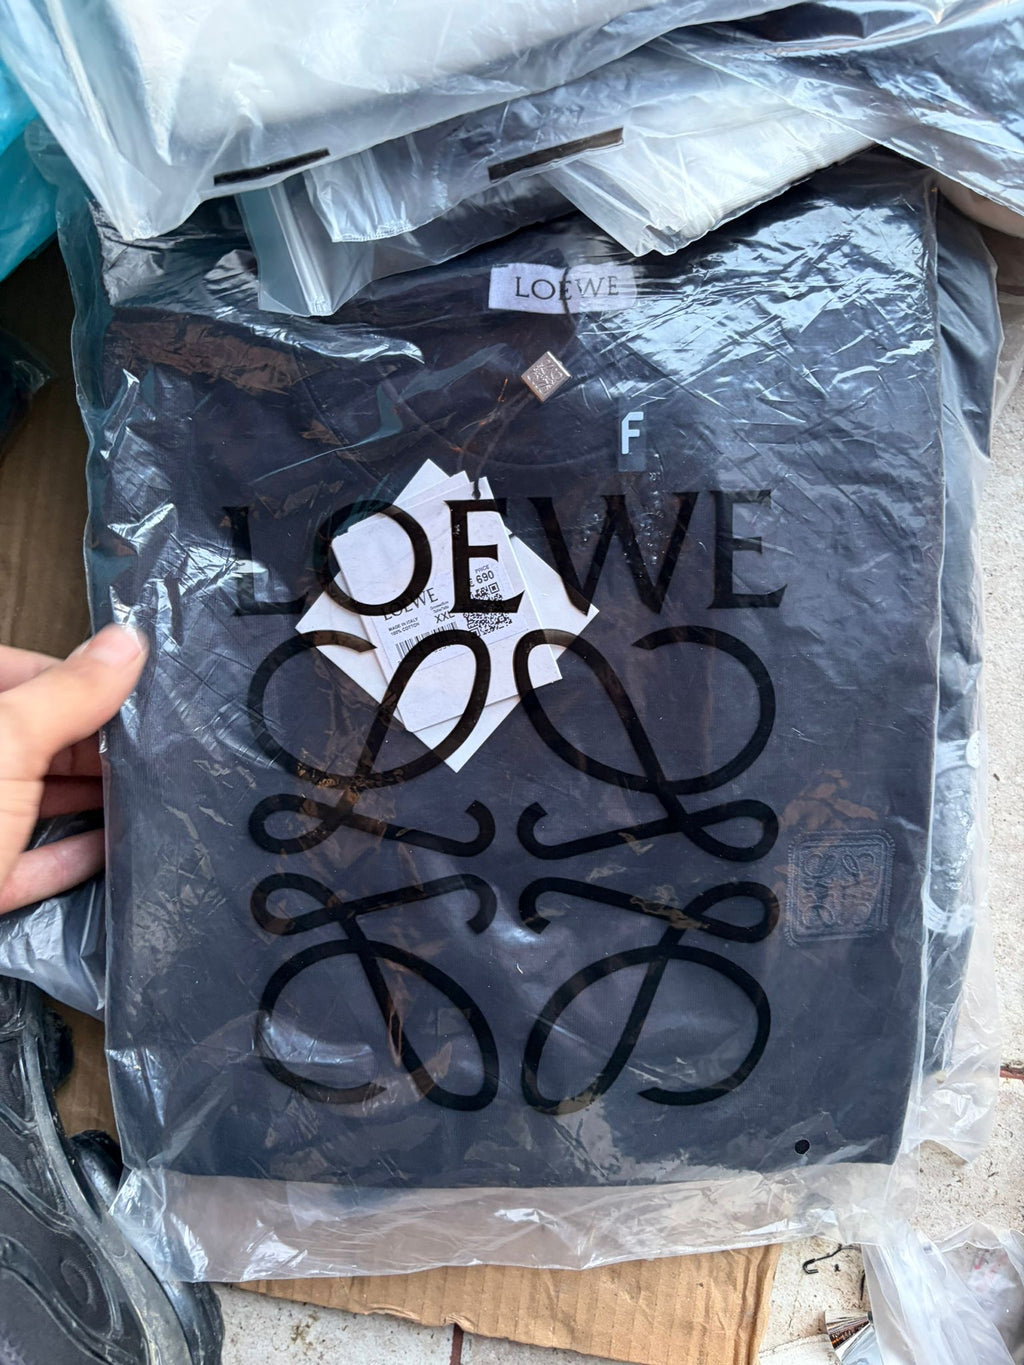 LOEWE
F
LOEWE
PRICE
€ 690
LOEWE
MADE IN ITALY
100% COTTON
XXL